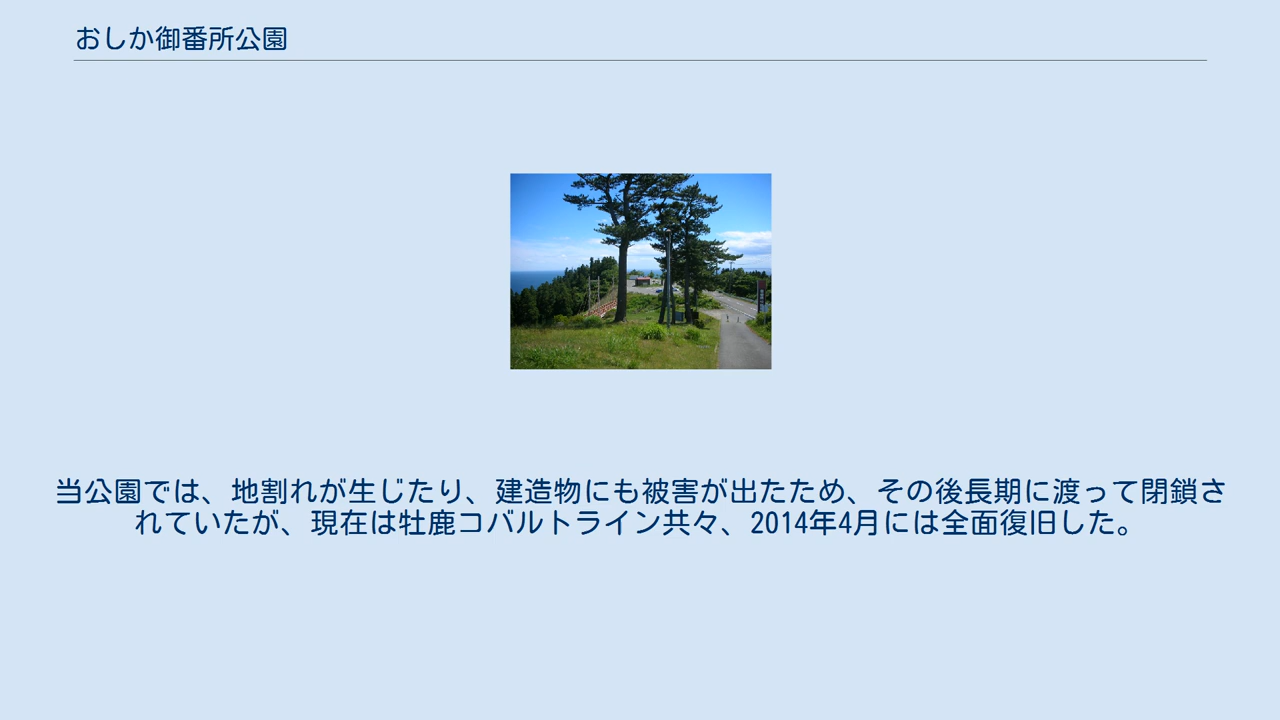 おしか御番所公園
当公園では、地割れが生じたり、建造物にも被害が出たため、その後長期に渡って閉鎖さ
れていたが、現在は牡鹿コバルトライン共々、2014年4月には全面復旧した。